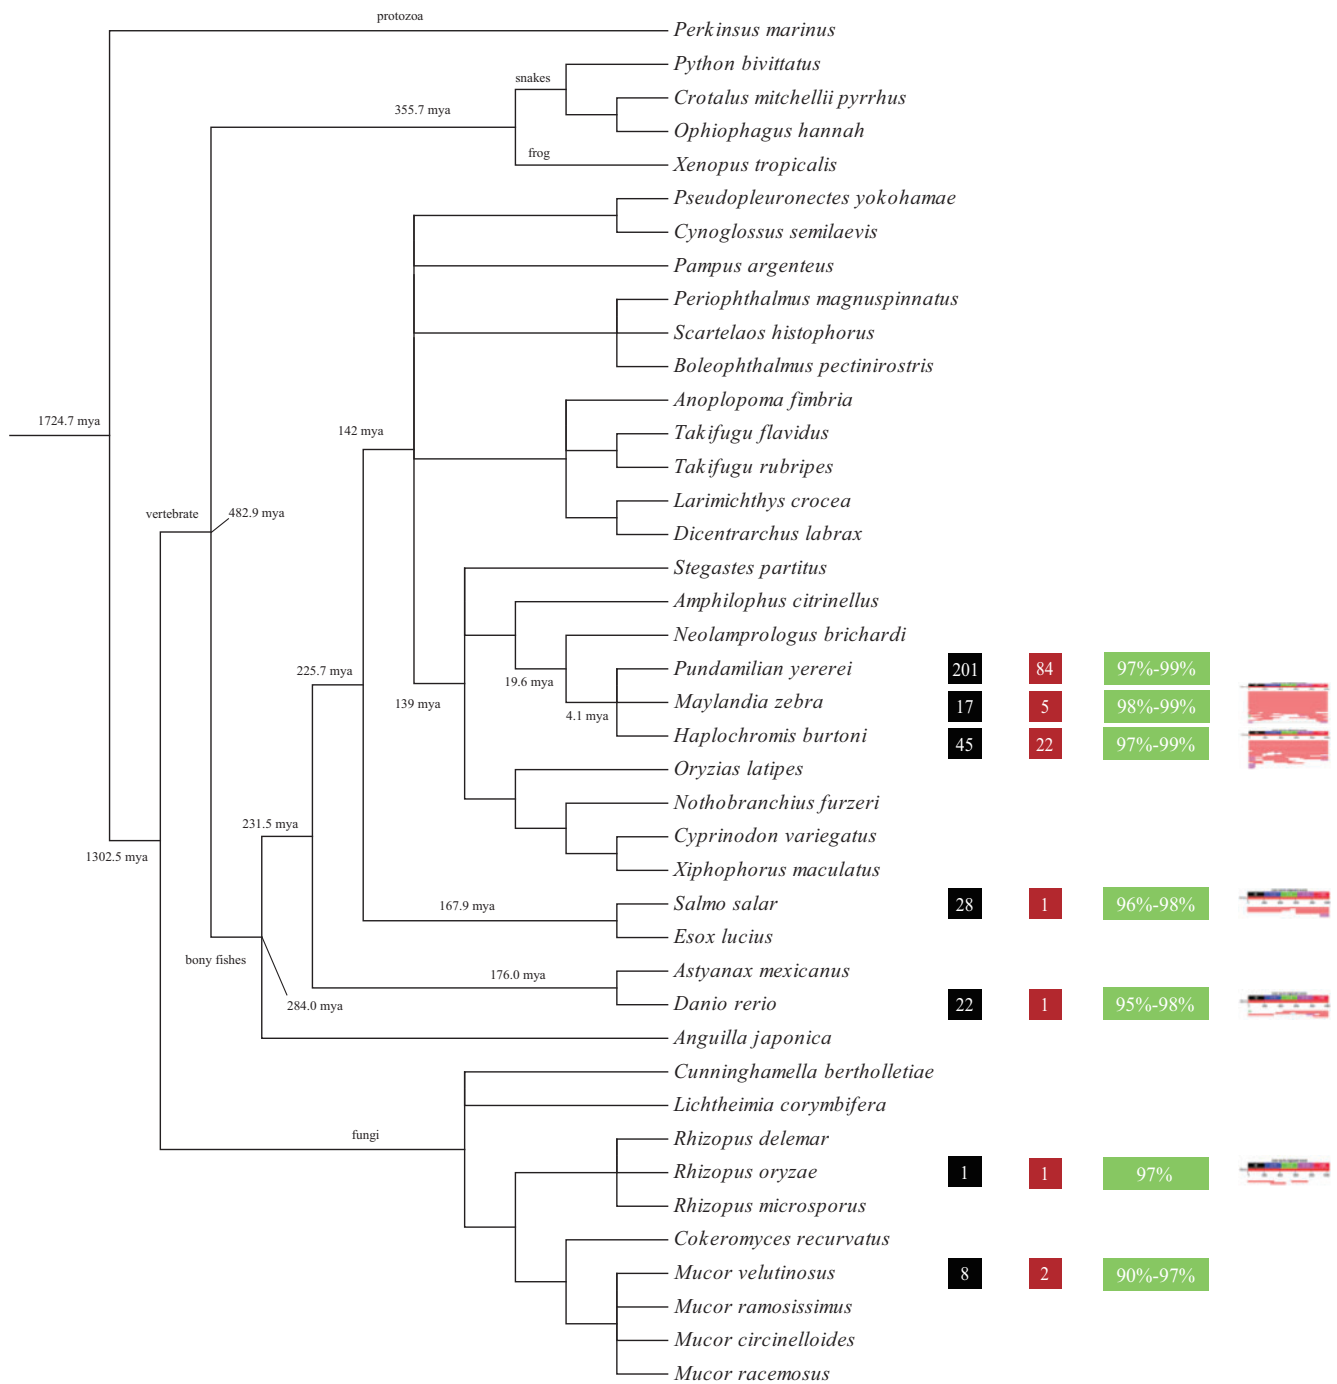 protozoa
Perkinsus marinus
Python bivittatus
snakes
Crotalus mitchellii pyrrhus
355.7 mya
Ophiophagus hannah
frog
Xenopus tropicalis
Pseudopleuronectes yokohamae
Cynoglossus semilaevis
Pampus argenteus
Periophthalmus magnuspinnatus
Scartelaos histophorus
Boleophthalmus pectinirostris
Anoplopoma fimbria
1724.7 mya
142 mya
Takifugu flavidus
Takifugu rubripes
Larimichthys crocea
vertebrate
482.9 mya
Dicentrarchus labrax
Stegastes partitus
Amphilophus citrinellus
Neolamprologus brichardi
225.7 mya
19.6 mya
Pundamilian yererei 201 84 97%-99%
139 mya
4.1 mya
Maylandia zebra 17 5 98%-99%
Haplochromis burtoni 45 22 97%-99%
Oryzias latipes
Nothobranchius furzeri
231.5 mya
Cyprinodon variegatus
1302.5 mya
Xiphophorus maculatus
167.9 mya
Salmo salar 28 1 96%-98%
Esox lucius
bony fishes
176.0 mya
Astyanax mexicanus
284.0 mya
Danio rerio 22 1 95%-98%
Anguilla japonica
Cunninghamella bertholletiae
Lichtheimia corymbifera
fungi
Rhizopus delemar
Rhizopus oryzae 1 1 97%
Rhizopus microsporus
Cokeromyces recurvatus
Mucor velutinosus 8 2 90%-97%
Mucor ramosissimus
Mucor circinelloides
Mucor racemosus